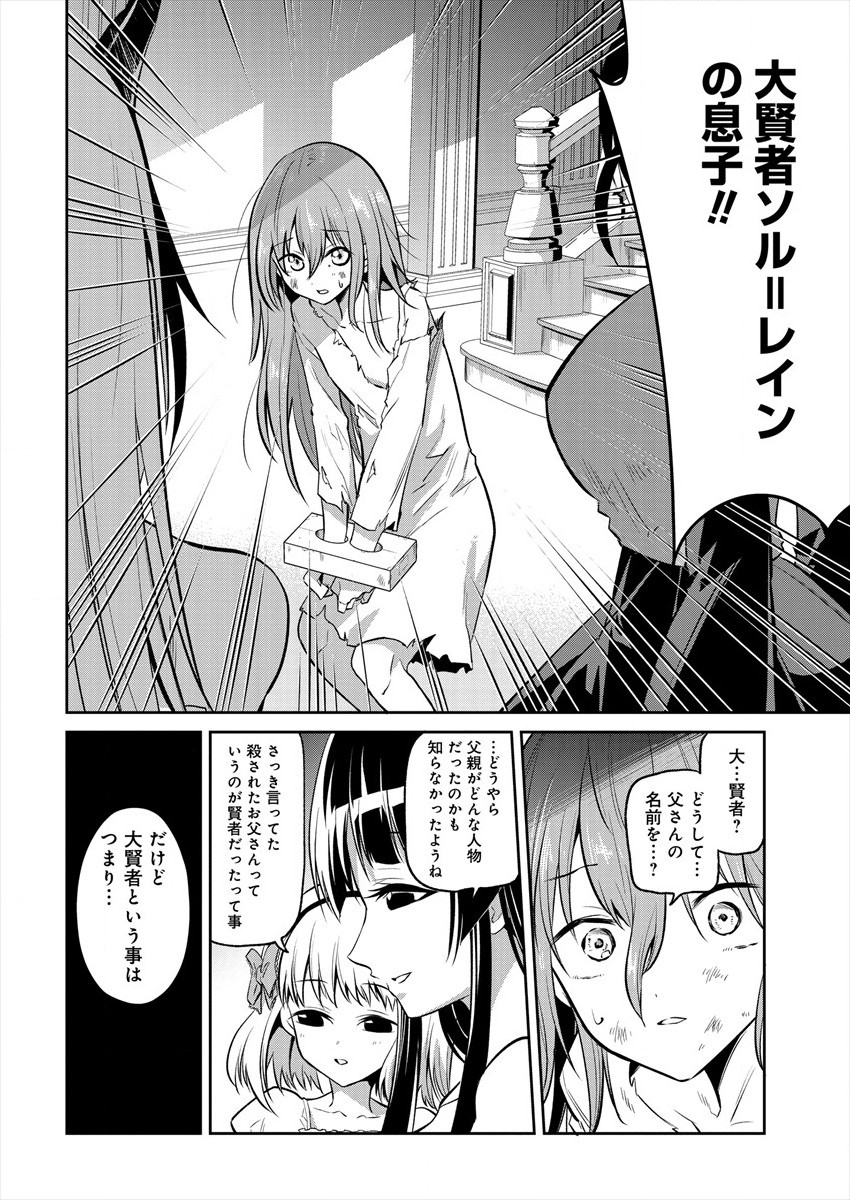 大賢者ソル＝レイン
の息子!!
大…賢者?
どうして…
父さんの
名前を…?
…どうやら
父親がどんな人物
だったのかも
知らなかったようね
さっき言ってた
殺されたお父さんって
いうのが賢者だったって事
だけど
大賢者という事は
つまり…